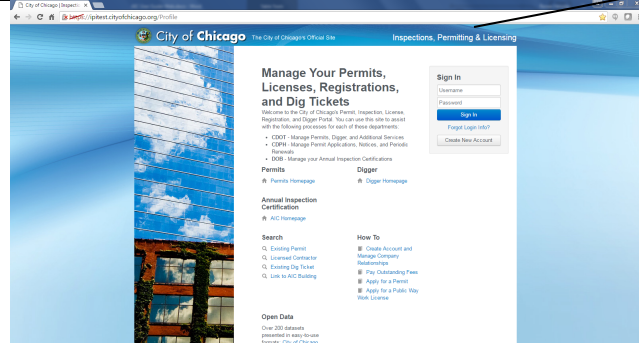 City of Chicago | Inspectio
https://ipitest.cityofchicago.org/Profile
City of Chicago The City of Chicago's Official Site
Inspections, Permitting & Licensing
Manage Your Permits,
Licenses, Registrations,
and Dig Tickets
Welcome to the City of Chicago's Permit, Inspection, License,
Registration, and Digger Portal. You can use this site to assist
with the following processes for each of these departments:
• CDOT - Manage Permits, Digger, and Additional Services
• CDPH - Manage Permit Applications, Notices, and Periodic
Renewals
• DOB - Manage your Annual Inspection Certifications
Permits
Permits Homepage
Digger
Digger Homepage
Annual Inspection
Certification
AIC Homepage
Search
Existing Permit
Licensed Contractor
Existing Dig Ticket
Link to AIC Building
How To
Create Account and
Manage Company
Relationships
Pay Outstanding Fees
Apply for a Permit
Apply for a Public Way
Work License
Open Data
Over 200 datasets
presented in easy-to-use
formats. City of Chicago
Sign In
Username
Password
Sign In
Forgot Login Info?
Create New Account